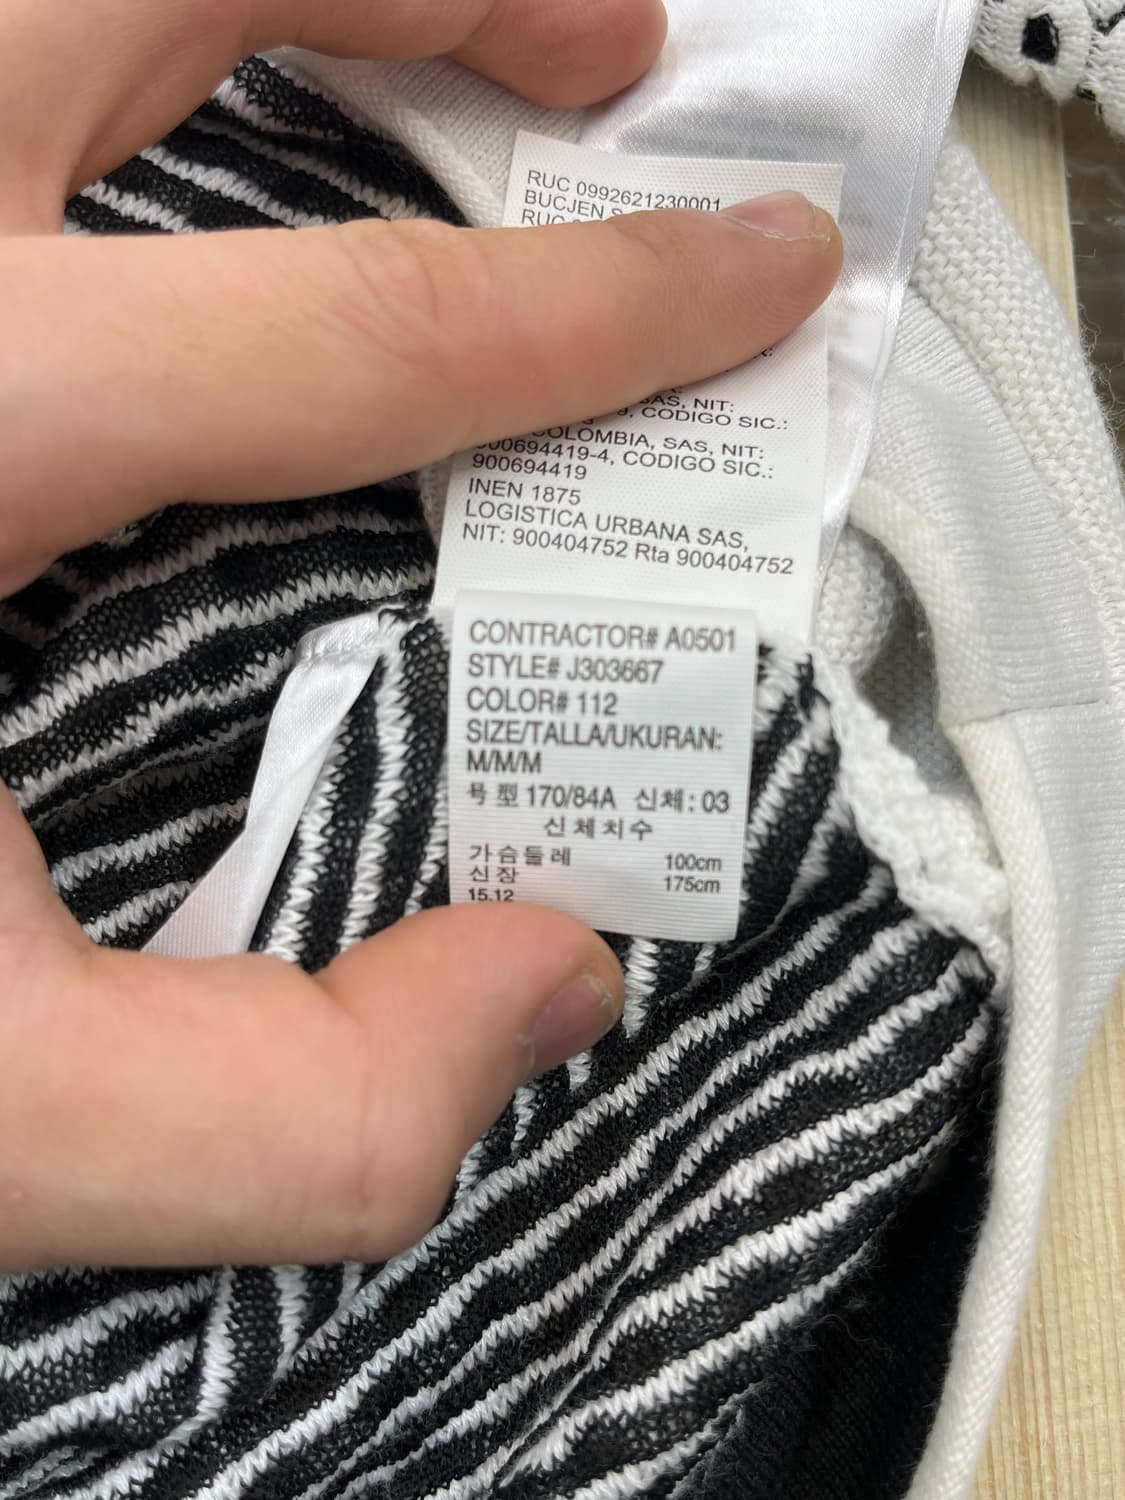 RUC 0992621230001
BUCJEN
RUC
SAS, NIT:
9, CODIGO SIC.:
COLOMBIA, SAS, NIT:
900694419-4, CODIGO SIC.:
900694419
INEN 1875
LOGISTICA URBANA SAS,
NIT: 900404752 Rta 900404752
CONTRACTOR# A0501
STYLE# J303667
COLOR# 112
SIZE/TALLA/UKURAN:
M/M/M
号型 170/84A 신체: 03
신체치수
가슴둘레 100cm
신장 175cm
15.12